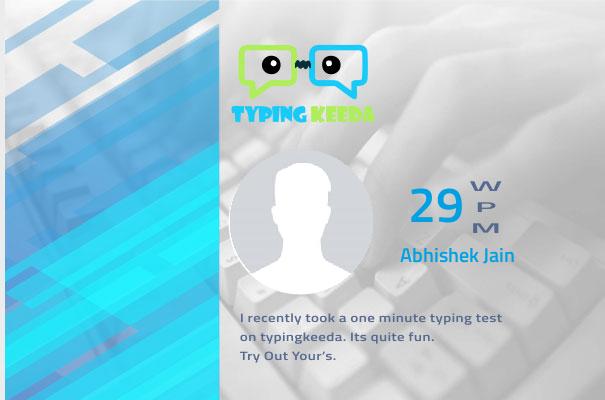 TYPING KEEDA
29 WPM
Abhishek Jain
I recently took a one minute typing test
on typingkeeda. Its quite fun.
Try Out Your's.